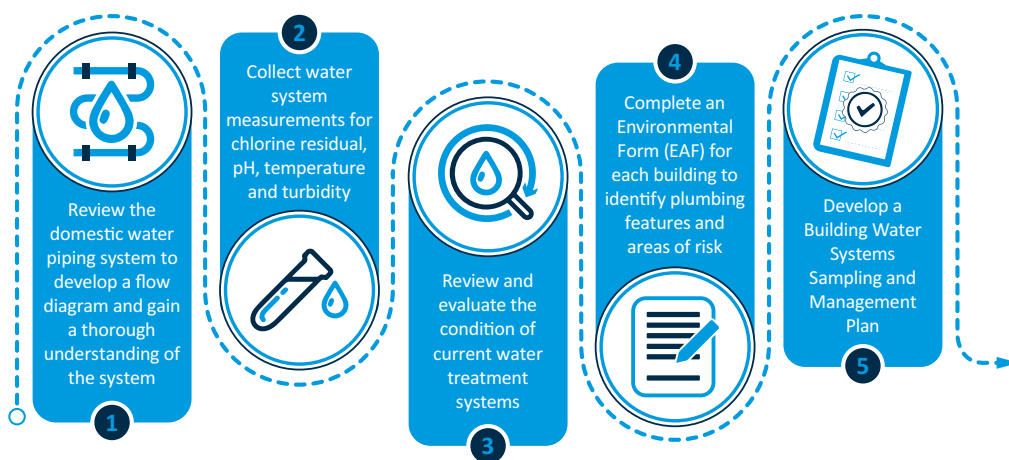 1
Review the
domestic water
piping system to
develop a flow
diagram and gain
a thorough
understanding of
the system
2
Collect water
system
measurements for
chlorine residual,
pH, temperature
and turbidity
3
Review and
evaluate the
condition of
current water
treatment
systems
4
Complete an
Environmental
Form (EAF) for
each building to
identify plumbing
features and
areas of risk
5
Develop a
Building Water
Systems
Sampling and
Management
Plan